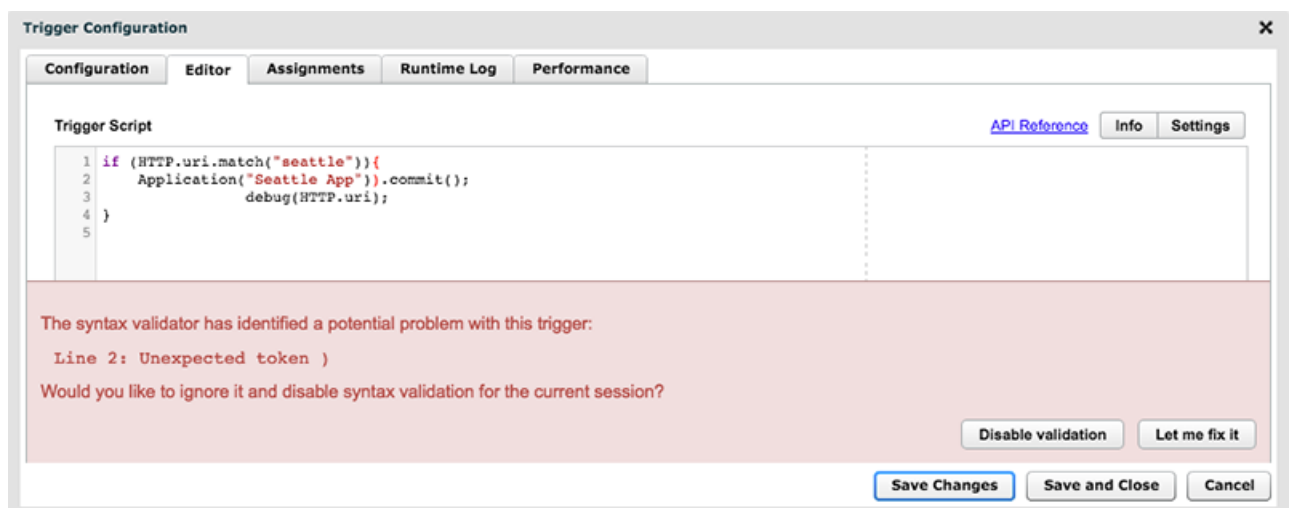 Trigger Configuration
Configuration Editor Assignments Runtime Log Performance
Trigger Script API Reference Info Settings
1 if (HTTP.uri.match("seattle")){
2 Application("Seattle App")).commit();
3 debug(HTTP.uri);
4 }
5
The syntax validator has identified a potential problem with this trigger:
Line 2: Unexpected token )
Would you like to ignore it and disable syntax validation for the current session?
Disable validation Let me fix it
Save Changes Save and Close Cancel